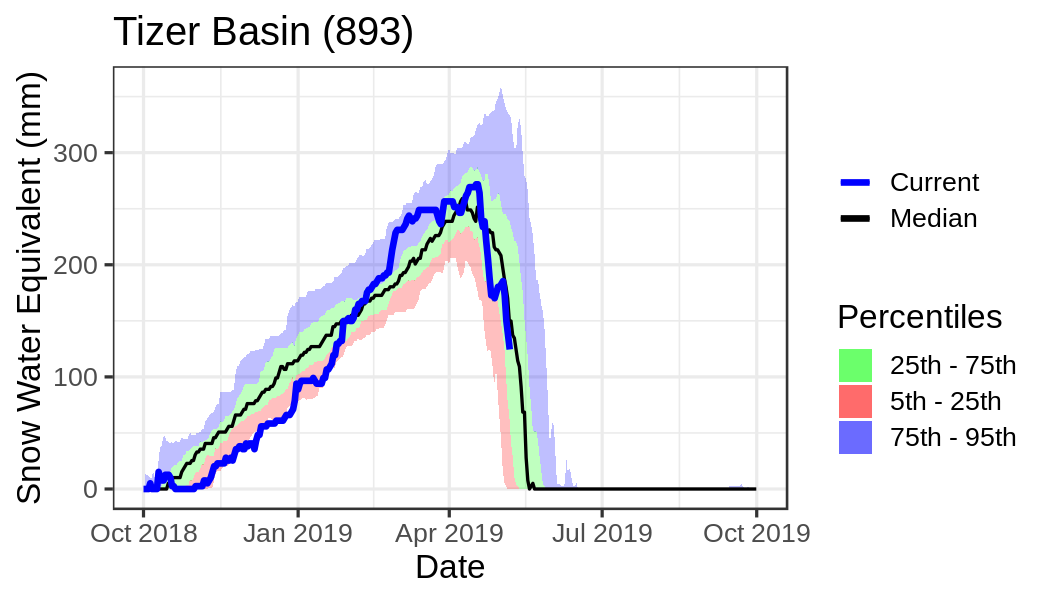 Tizer Basin (893)
Snow Water Equivalent (mm)
300
200
100
0
Oct 2018
Jan 2019
Apr 2019
Jul 2019
Oct 2019
Date
Current
Median
Percentiles
25th - 75th
5th - 25th
75th - 95th